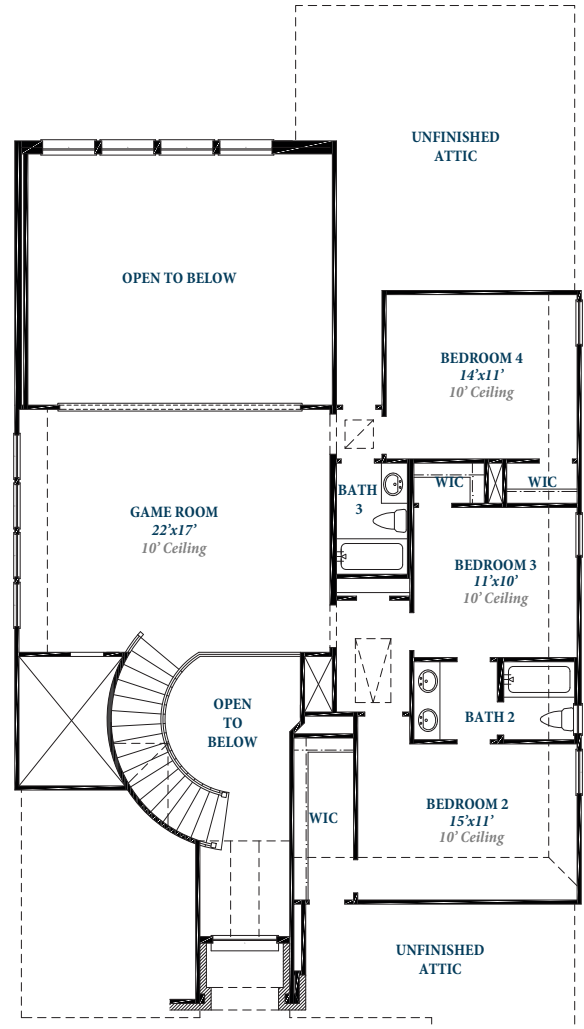 UNFINISHED
ATTIC
OPEN TO BELOW
BEDROOM 4
14'x11'
10' Ceiling
WIC
WIC
BATH
3
GAME ROOM
22'x17'
10' Ceiling
BEDROOM 3
11'x10'
10' Ceiling
OPEN
TO
BELOW
BATH 2
WIC
BEDROOM 2
15'x11'
10' Ceiling
UNFINISHED
ATTIC